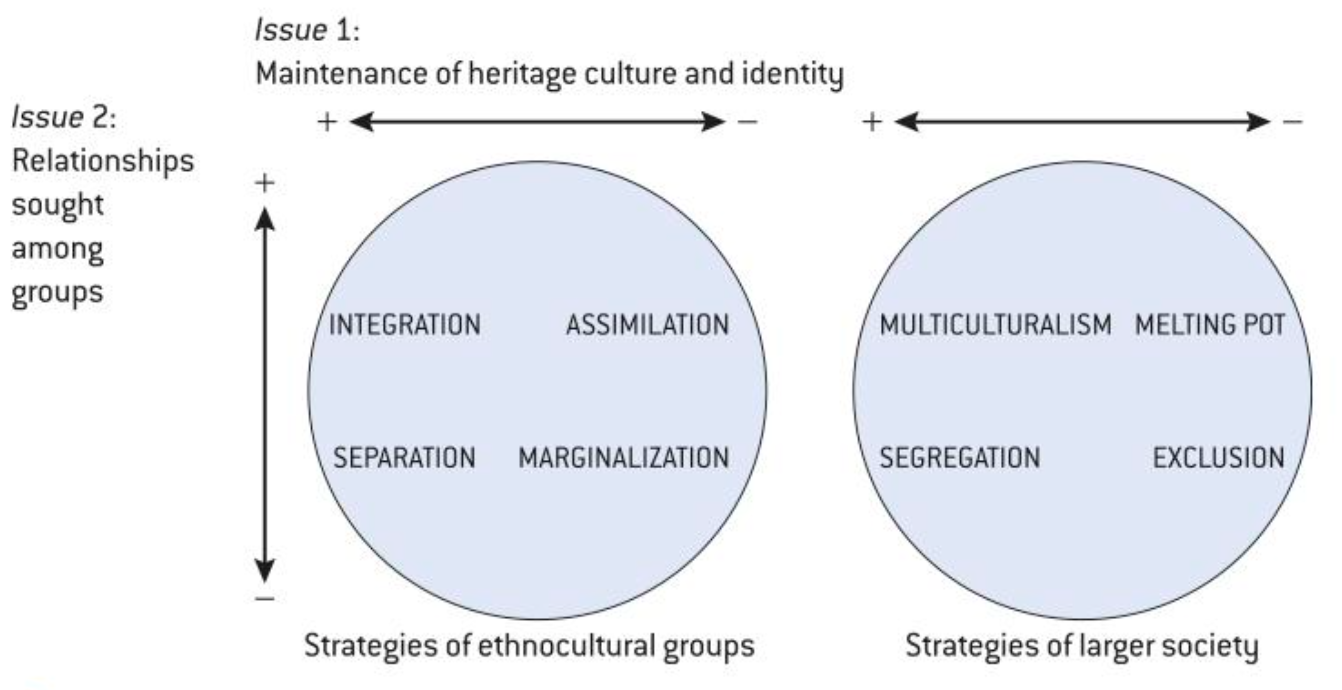 Issue 1:
Maintenance of heritage culture and identity
Issue 2:
Relationships
sought
among
groups
+ − + −
+
INTEGRATION ASSIMILATION MULTICULTURALISM MELTING POT
SEPARATION MARGINALIZATION SEGREGATION EXCLUSION
−
Strategies of ethnocultural groups Strategies of larger society